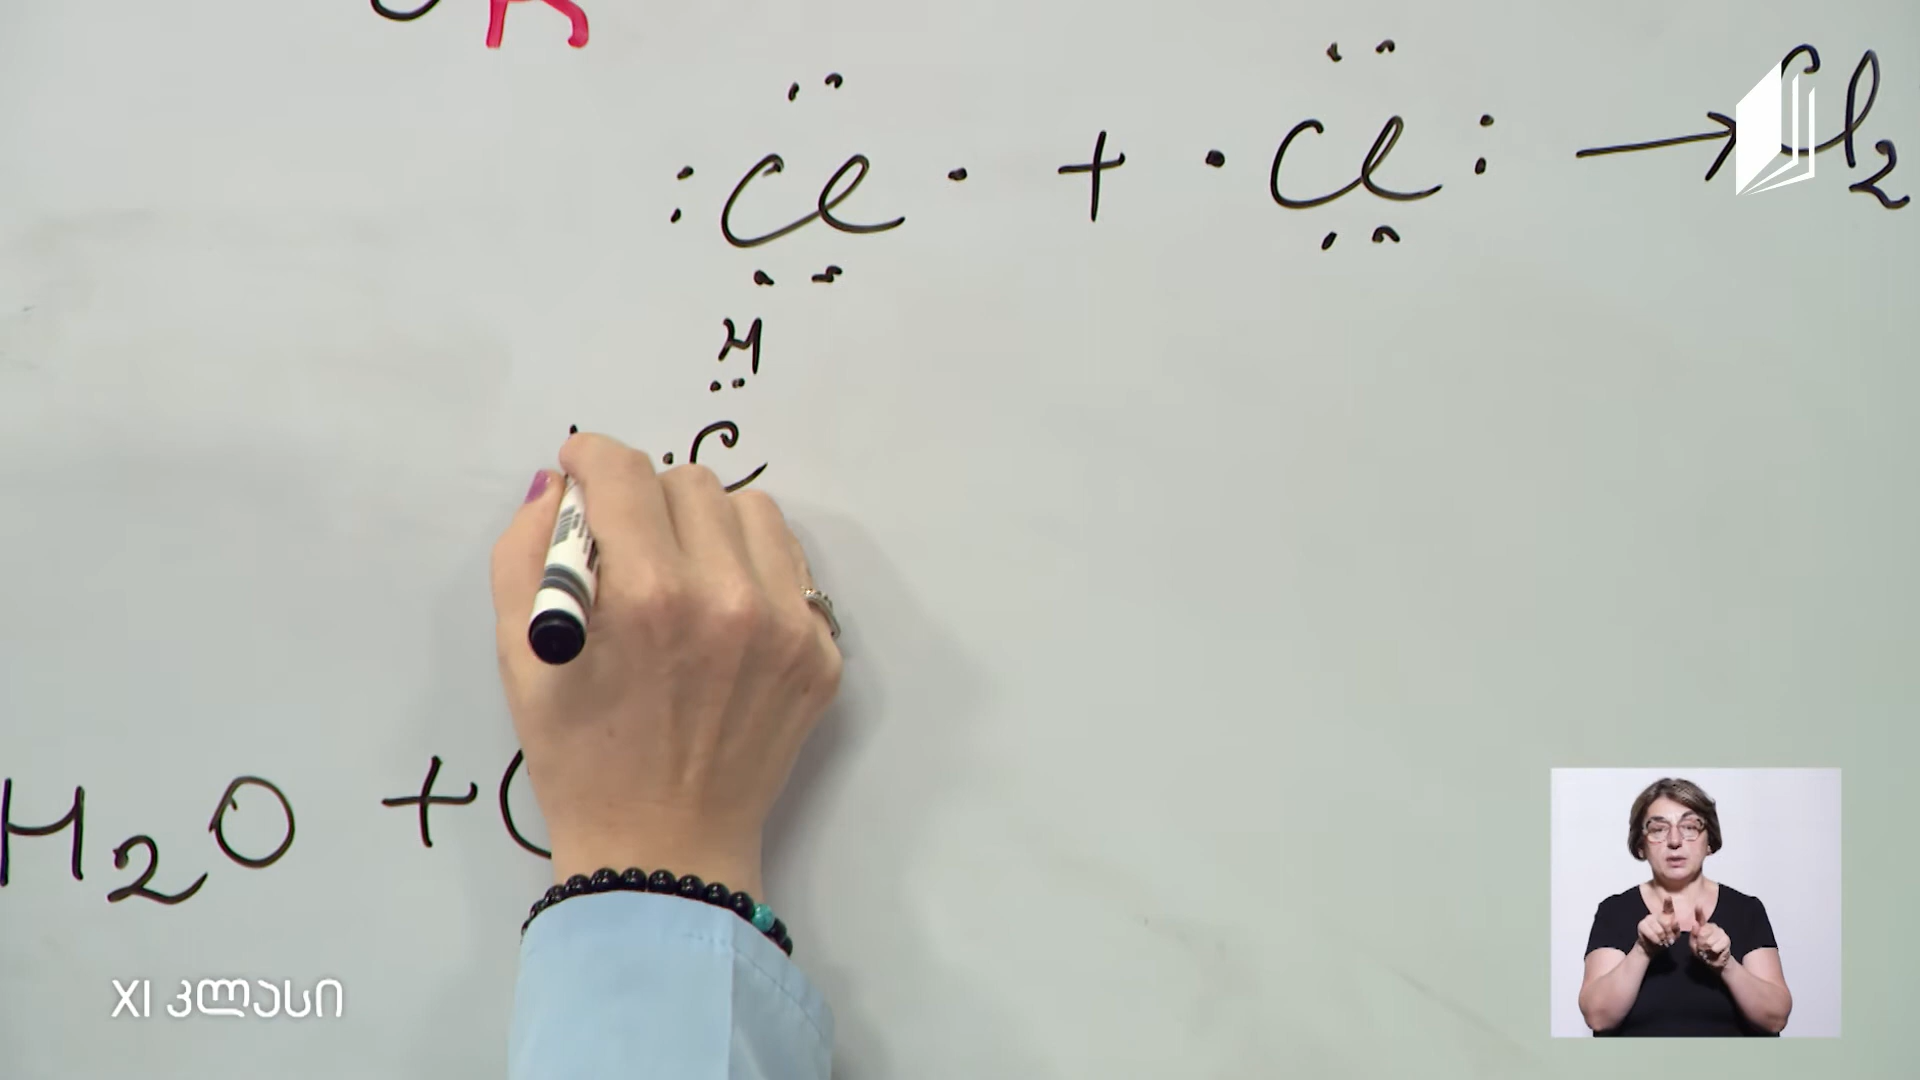 :Cl· + ·Cl: → Cl₂
H
:C
H₂O +
XI კლასი